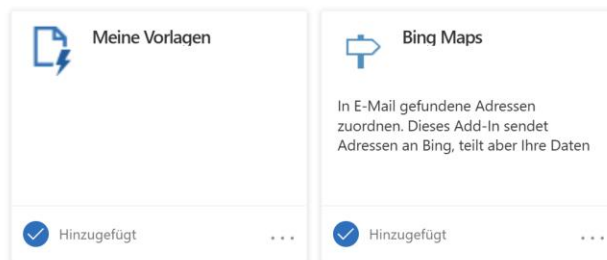 Meine Vorlagen
Bing Maps
In E-Mail gefundene Adressen
zuordnen. Dieses Add-In sendet
Adressen an Bing, teilt aber Ihre Daten
Hinzugefügt ...
Hinzugefügt ...